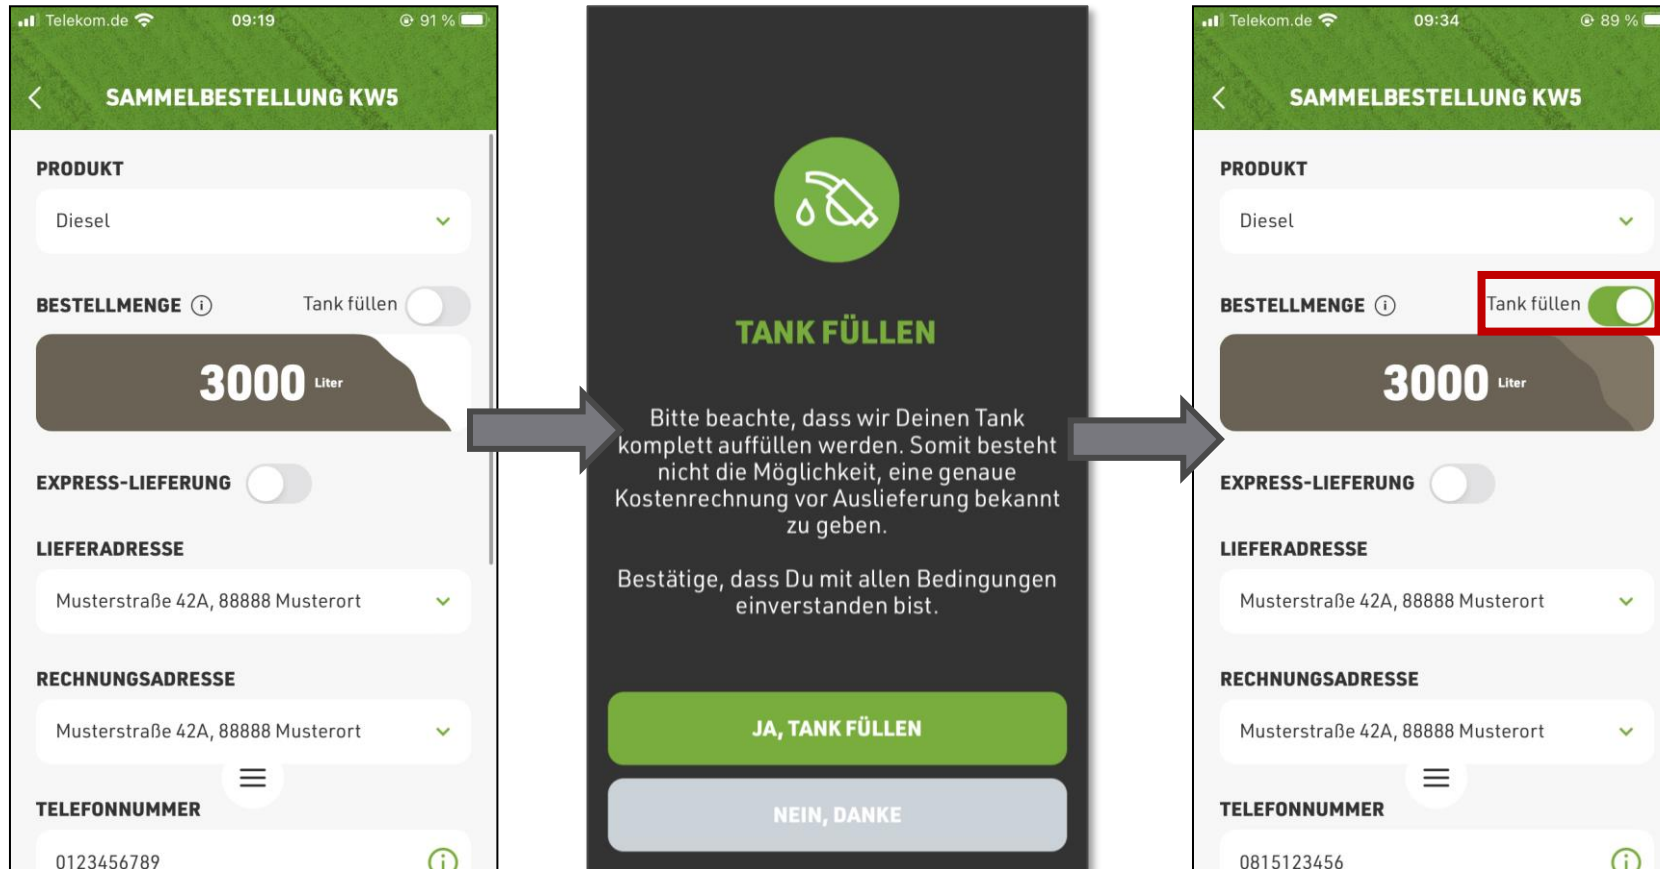 Telekom.de 09:19 91 %
SAMMELBESTELLUNG KW5
PRODUKT
Diesel
BESTELLMENGE Tank füllen
3000 Liter
EXPRESS-LIEFERUNG
LIEFERADRESSE
Musterstraße 42A, 88888 Musterort
RECHNUNGSADRESSE
Musterstraße 42A, 88888 Musterort
TELEFONNUMMER
0123456789
TANK FÜLLEN
Bitte beachte, dass wir Deinen Tank
komplett auffüllen werden. Somit besteht
nicht die Möglichkeit, eine genaue
Kostenrechnung vor Auslieferung bekannt
zu geben.
Bestätige, dass Du mit allen Bedingungen
einverstanden bist.
JA, TANK FÜLLEN
NEIN, DANKE
Telekom.de 09:34 89 %
SAMMELBESTELLUNG KW5
PRODUKT
Diesel
BESTELLMENGE Tank füllen
3000 Liter
EXPRESS-LIEFERUNG
LIEFERADRESSE
Musterstraße 42A, 88888 Musterort
RECHNUNGSADRESSE
Musterstraße 42A, 88888 Musterort
TELEFONNUMMER
0815123456